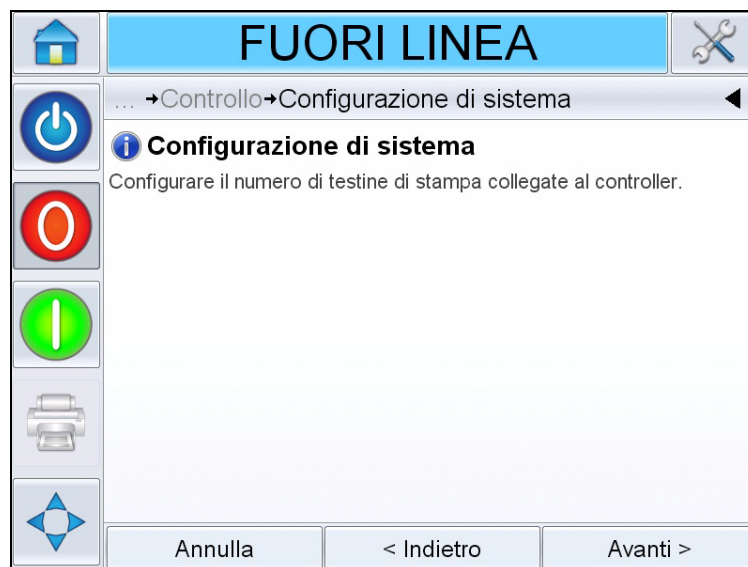 FUORI LINEA
... →Controllo→Configurazione di sistema
Configurazione di sistema
Configurare il numero di testine di stampa collegate al controller.
Annulla
< Indietro
Avanti >